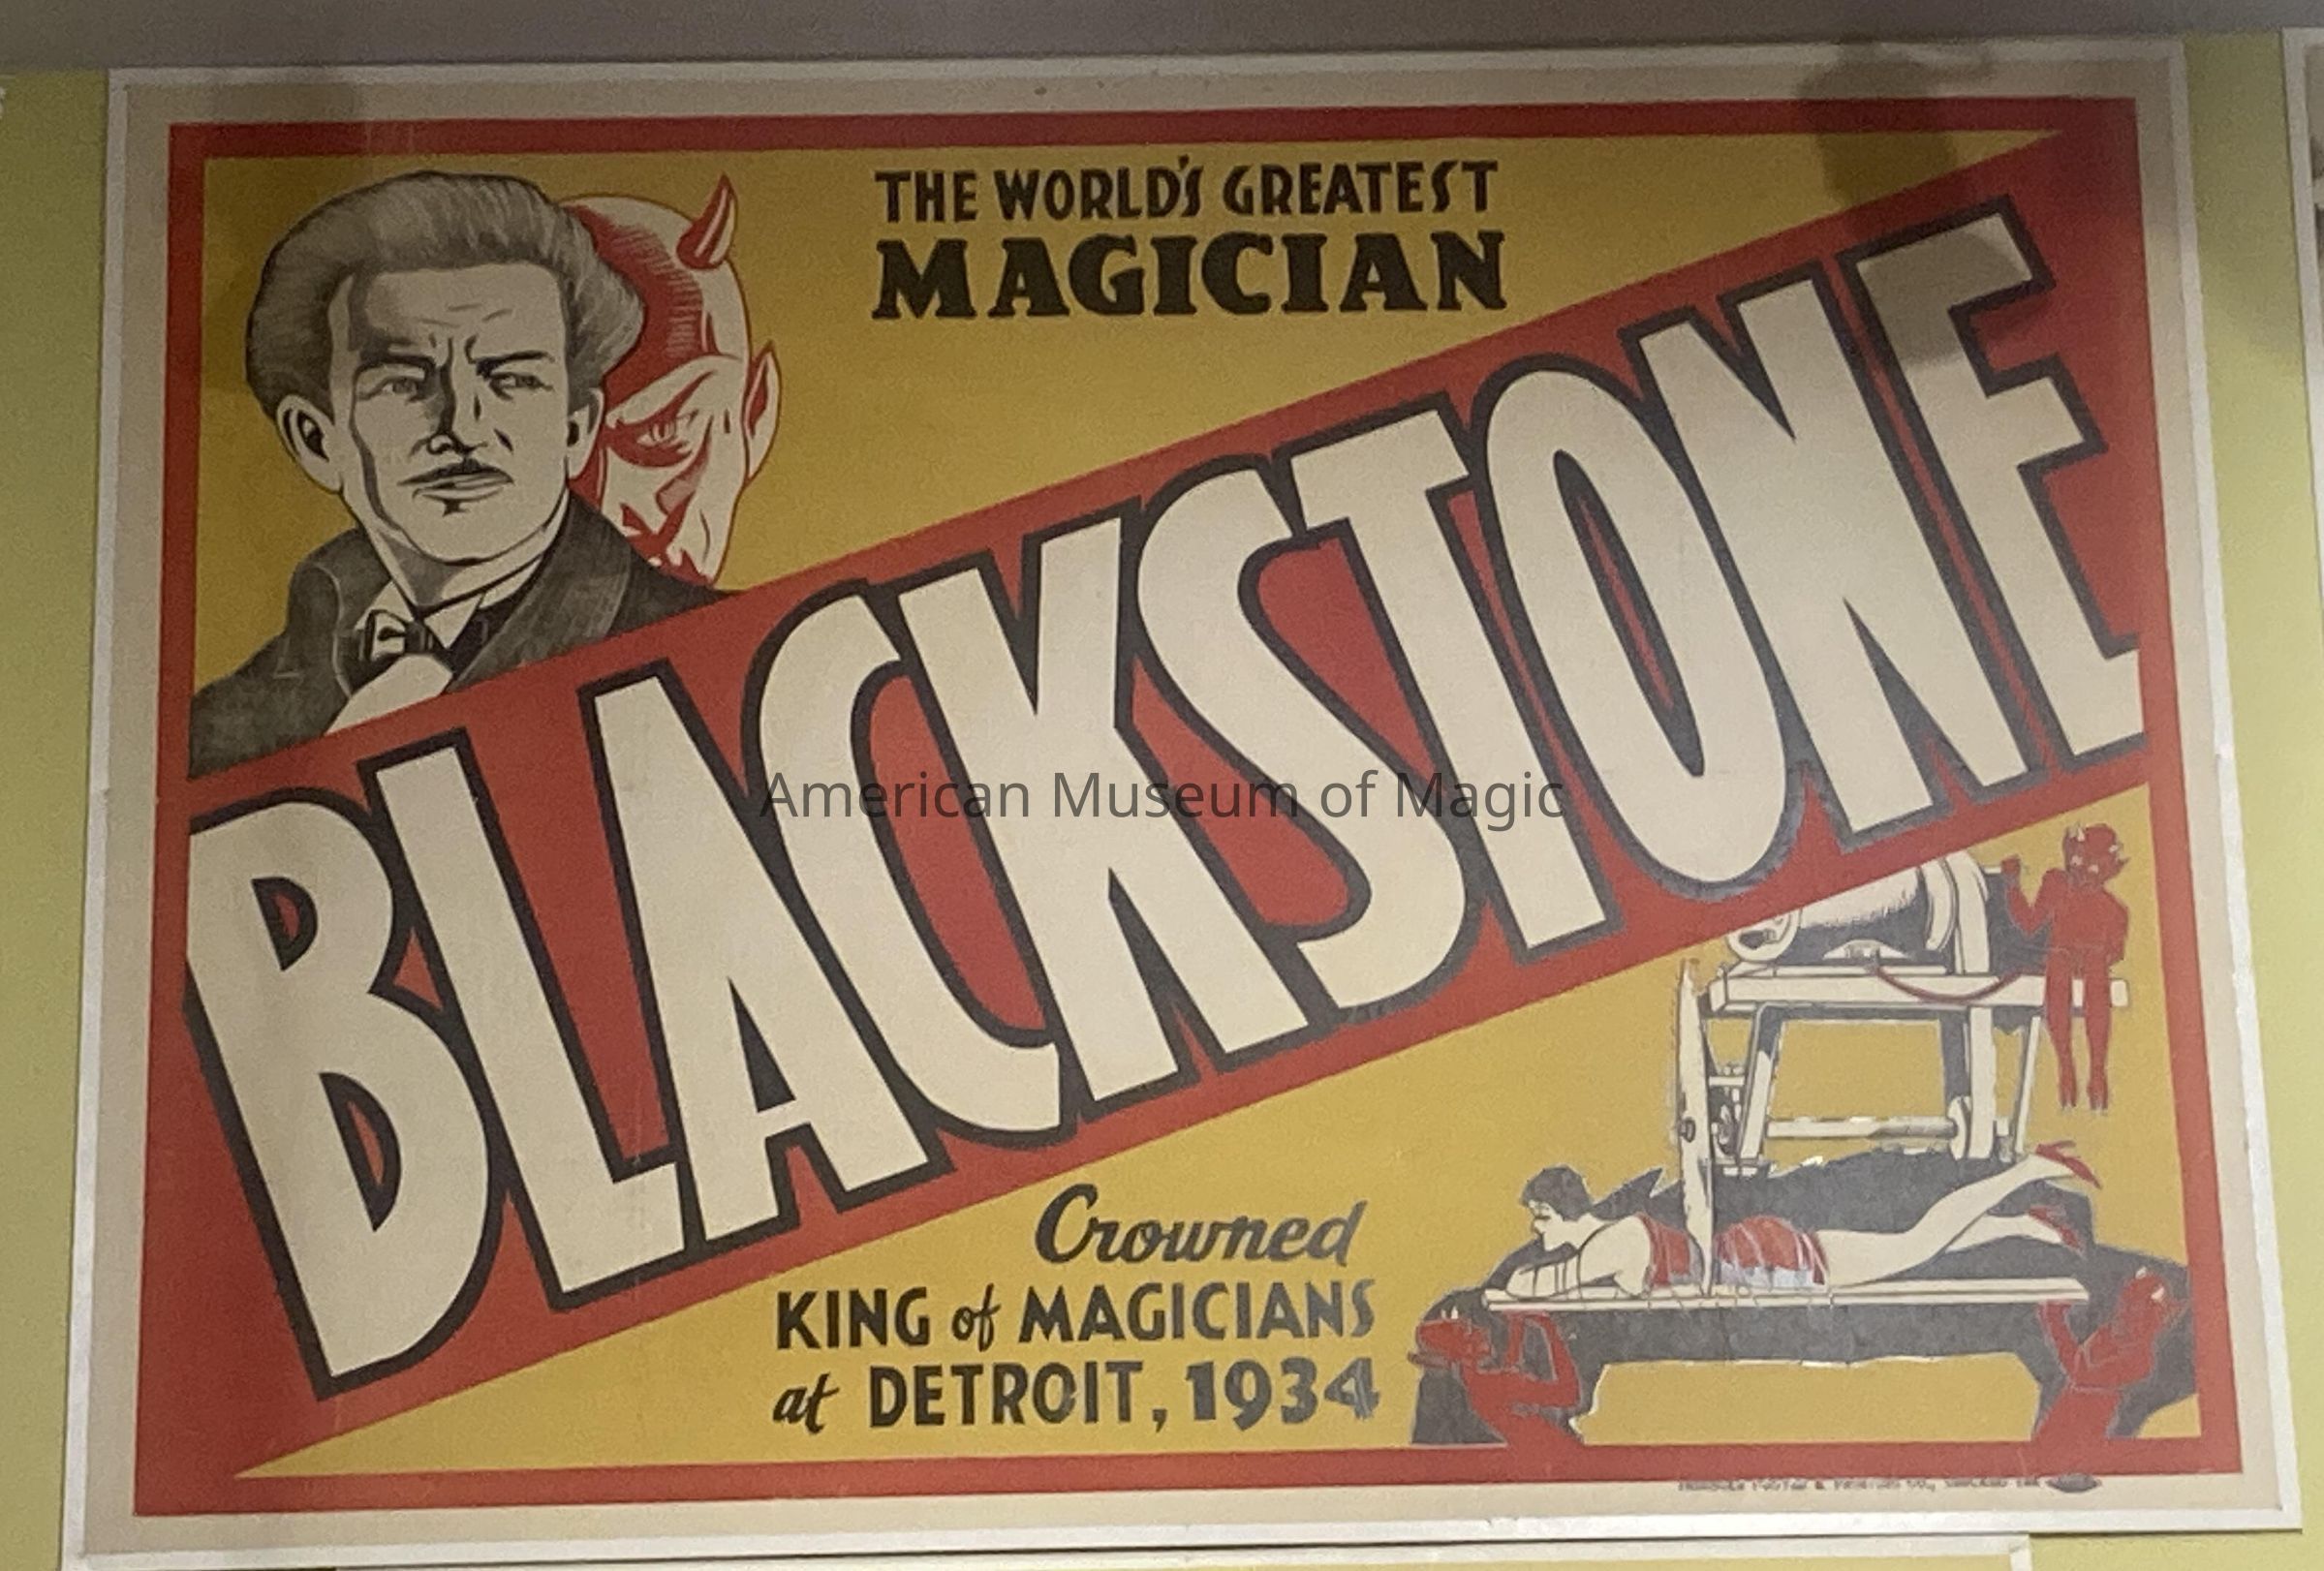 THE WORLD'S GREATEST
MAGICIAN
BLACKSTONE
American Museum of Magic
Crowned
KING of MAGICIANS
at DETROIT, 1934